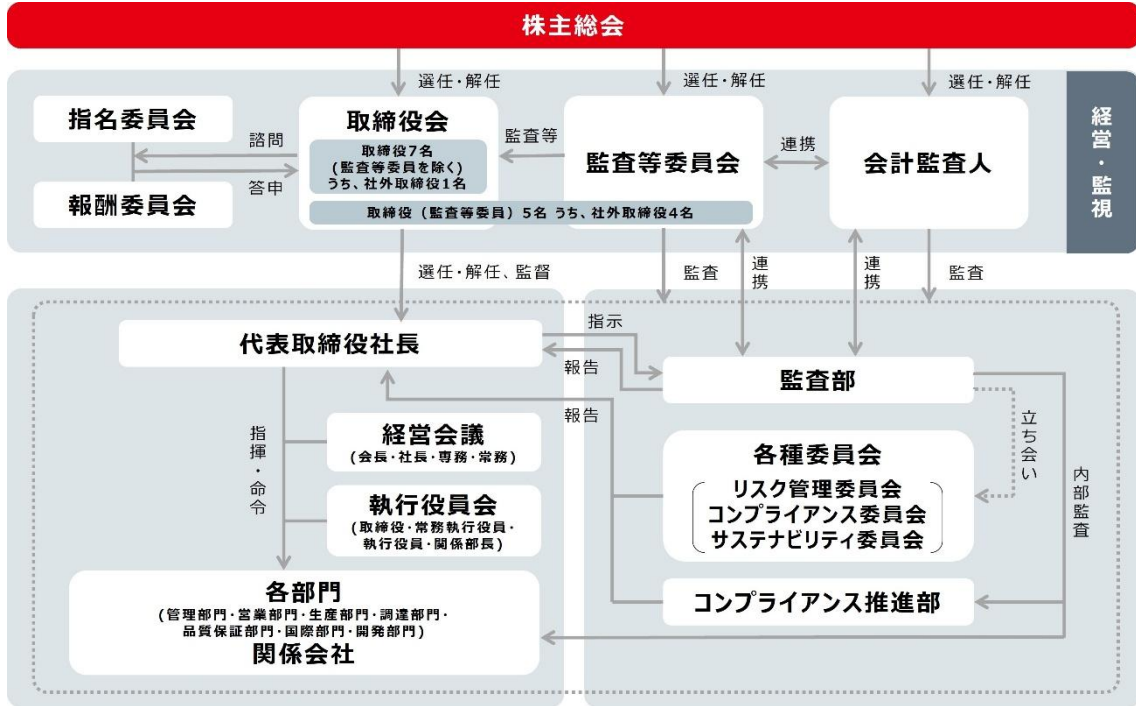 株主総会
選任・解任
選任・解任
選任・解任
指名委員会
報酬委員会
諮問
答申
取締役会
取締役7名
(監査等委員を除く)
うち、社外取締役1名
監査等
監査等委員会
取締役（監査等委員）5名 うち、社外取締役4名
連携
会計監査人
経営・監視
選任・解任、監督
監査
連携
連携
監査
代表取締役社長
指示
報告
報告
監査部
指揮・命令
経営会議
(会長・社長・専務・常務)
執行役員会
(取締役・常務執行役員・
執行役員・関係部長)
各部門
(管理部門・営業部門・生産部門・調達部門・
品質保証部門・国際部門・開発部門)
関係会社
各種委員会
リスク管理委員会
コンプライアンス委員会
サステナビリティ委員会
立ち会い
内部監査
コンプライアンス推進部